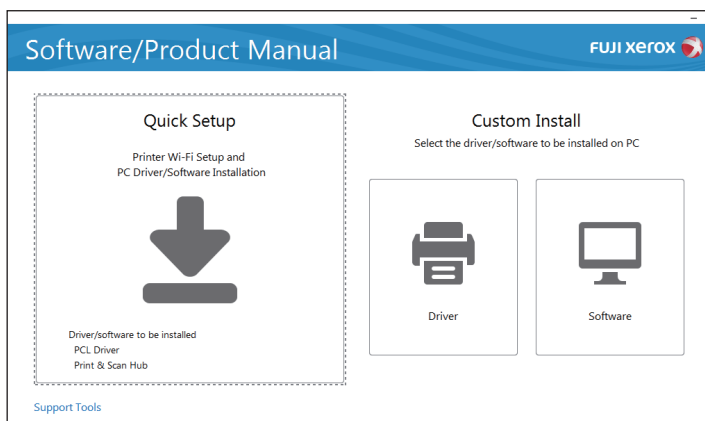 Software/Product Manual
FUJI xerox
Quick Setup
Printer Wi-Fi Setup and
PC Driver/Software Installation
Driver/software to be installed
PCL Driver
Print & Scan Hub
Custom Install
Select the driver/software to be installed on PC
Driver
Software
Support Tools